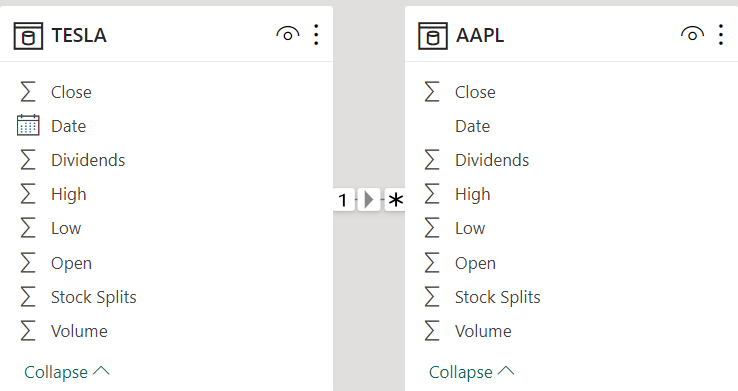 TESLA
Close
Date
Dividends
High
Low
Open
Stock Splits
Volume
Collapse
1
*
AAPL
Close
Date
Dividends
High
Low
Open
Stock Splits
Volume
Collapse